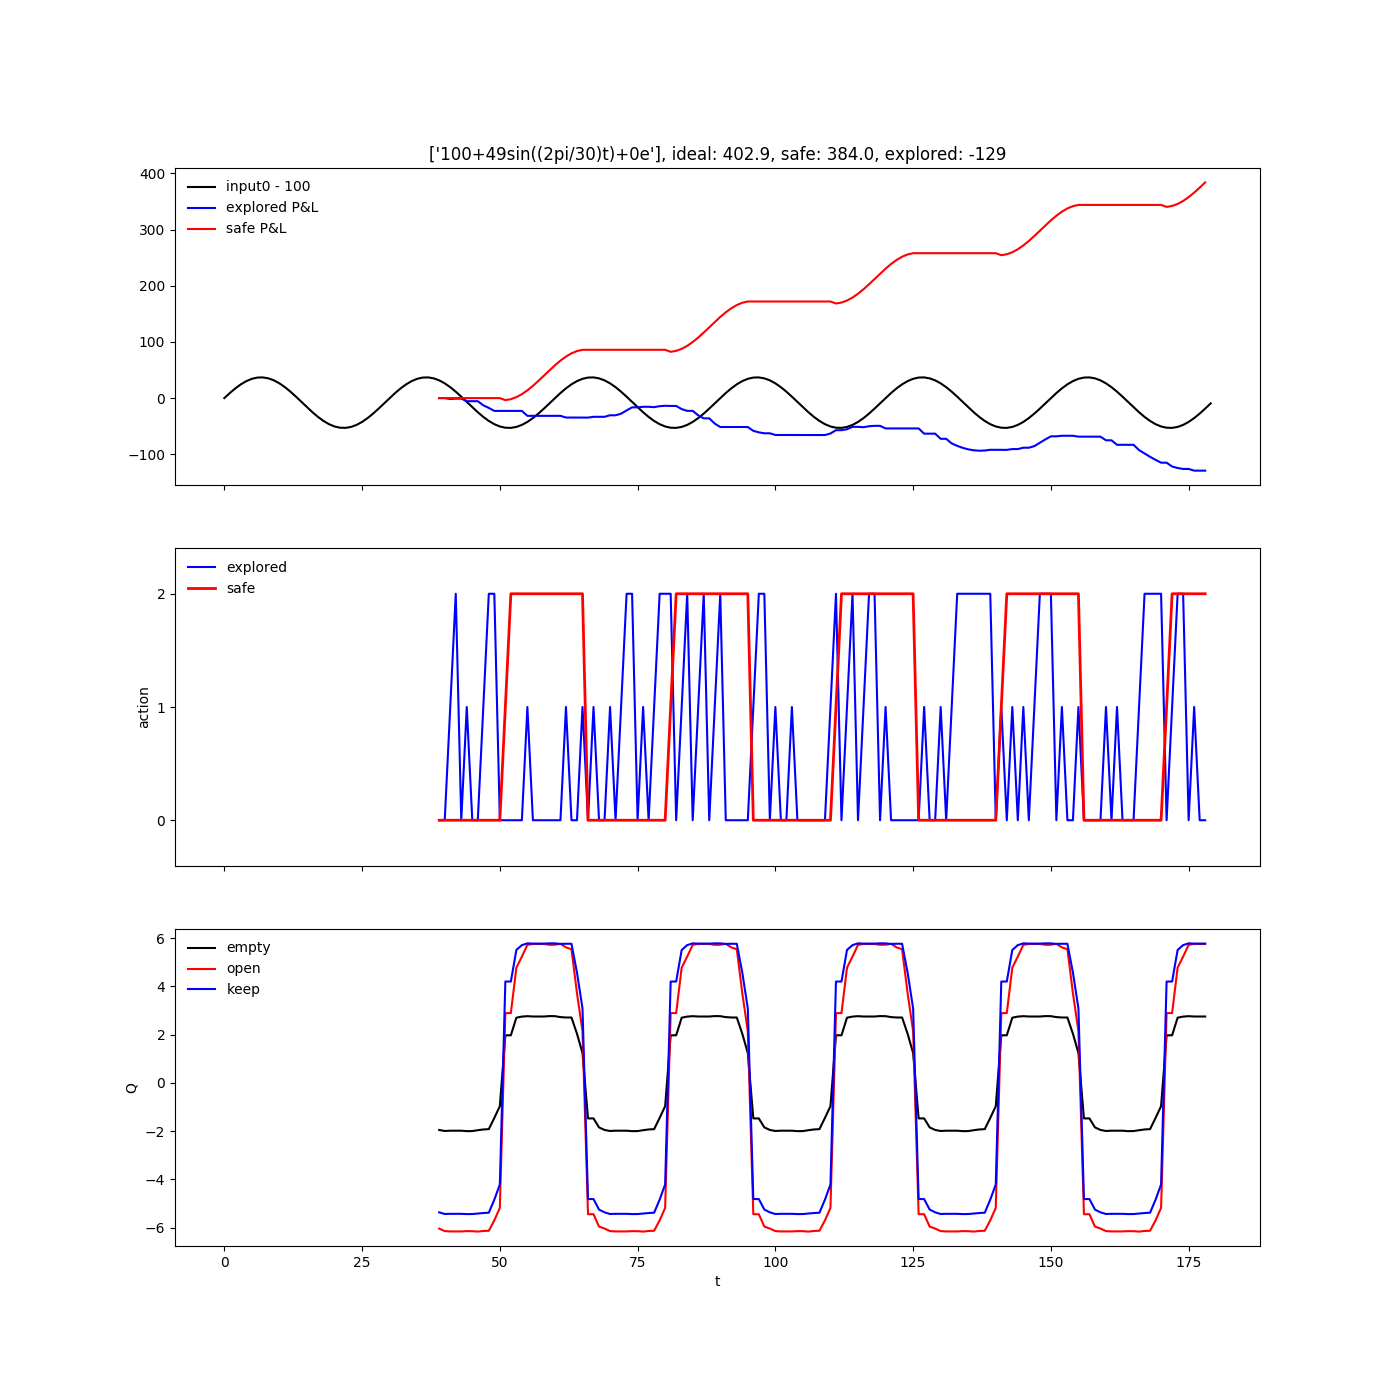 ['100+49sin((2pi/30)t)+0e'], ideal: 402.9, safe: 384.0, explored: -129
400
300
200
100
0
−100
input0 - 100
explored P&L
safe P&L
2
1
0
action
explored
safe
6
4
2
0
−2
−4
−6
Q
empty
open
keep
0 25 50 75 100 125 150 175
t